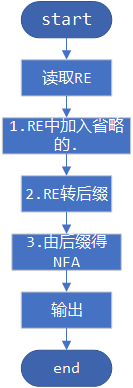 start
读取RE
1.RE中加入省略
的.
2.RE转后缀
3.由后缀得
NFA
输出
end